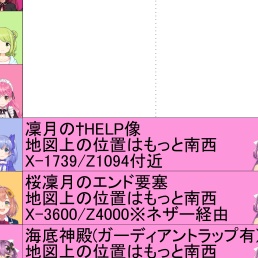 凜月の†HELP像
地図上の位置はもっと南西
X-1739/Z1094付近
桜凜月のエンド要塞
地図上の位置はもっと南西
X-3600/Z4000※ネザー経由
海底神殿(ガーディアントラップ有)
地図上の位置はもっと南西